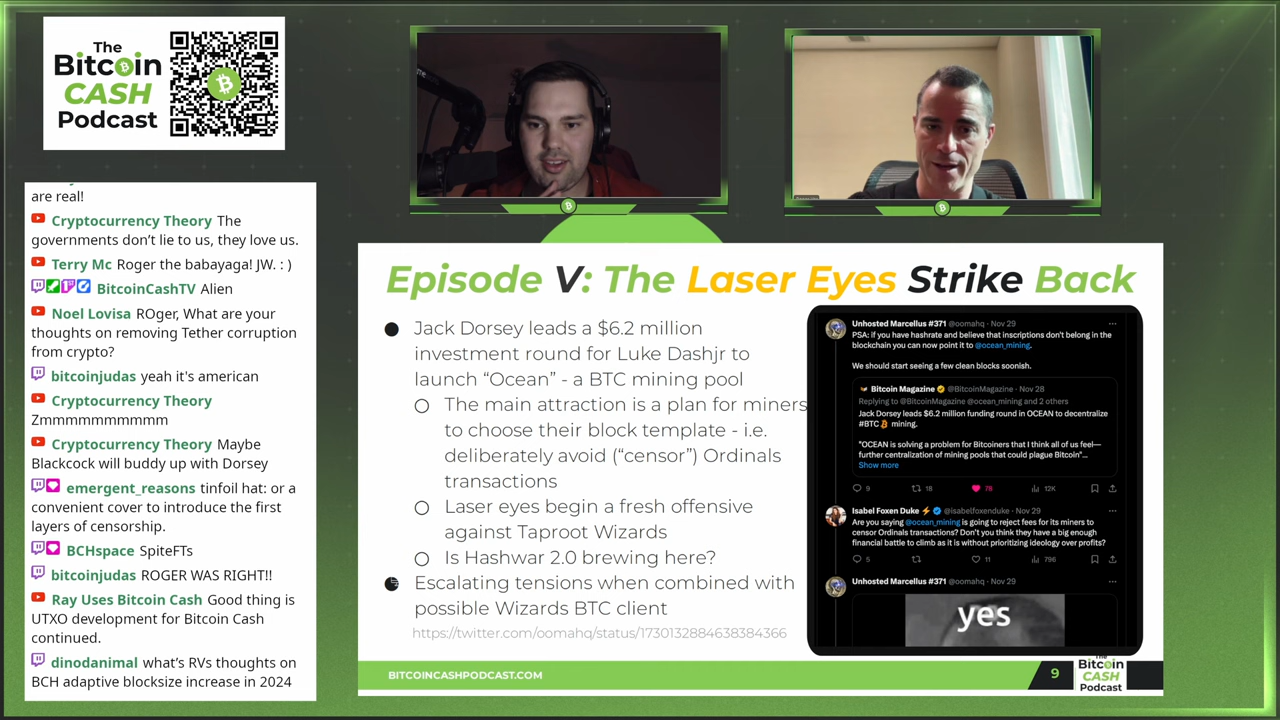 The
Bitcoin
CASH
Podcast
are real!
Cryptocurrency Theory The
governments don't lie to us, they love us.
Terry Mc Roger the babayaga! JW. : )
BitcoinCashTV Alien
Noel Lovisa ROger, What are your
thoughts on removing Tether corruption
from crypto?
bitcoinjudas yeah it's american
Cryptocurrency Theory
Zmmmmmmmmm
Cryptocurrency Theory Maybe
Blackcock will buddy up with Dorsey
emergent_reasons tinfoil hat: or a
convenient cover to introduce the first
layers of censorship.
BCHspace SpiteFTs
bitcoinjudas ROGER WAS RIGHT!!
Ray Uses Bitcoin Cash Good thing is
UTXO development for Bitcoin Cash
continued.
dinodanimal what's RVs thoughts on
BCH adaptive blocksize increase in 2024
Episode V: The Laser Eyes Strike Back
Jack Dorsey leads a $6.2 million
investment round for Luke Dashjr to
launch “Ocean” - a BTC mining pool
The main attraction is a plan for miners
to choose their block template - i.e.
deliberately avoid (“censor”) Ordinals
transactions
Laser eyes begin a fresh offensive
against Taproot Wizards
Is Hashwar 2.0 brewing here?
Escalating tensions when combined with
possible Wizards BTC client
https://twitter.com/oomahq/status/1730132884638384366
Unhosted Marcellus #371 @oomahq · Nov 29
PSA: if you have hashrate and believe that inscriptions don't belong in the
blockchain you can now point it to @ocean_mining.
We should start seeing a few clean blocks soonish.
Bitcoin Magazine @BitcoinMagazine · Nov 28
Replying to @BitcoinMagazine @ocean_mining and 2 others
Jack Dorsey leads $6.2 million funding round in OCEAN to decentralize
#BTC mining.
"OCEAN is solving a problem for Bitcoiners that I think all of us feel—
further centralization of mining pools that could plague Bitcoin"...
Show more
9 18 78 12K
Isabel Foxen Duke @isabelfoxenduke · Nov 29
Are you saying @ocean_mining is going to reject fees for its miners to
censor Ordinals transactions? Don't you think they have a big enough
financial battle to climb as it is without prioritizing ideology over profits?
5 11 796
Unhosted Marcellus #371 @oomahq · Nov 29
yes
BITCOINCASHPODCAST.COM
9
The
Bitcoin
CASH
Podcast